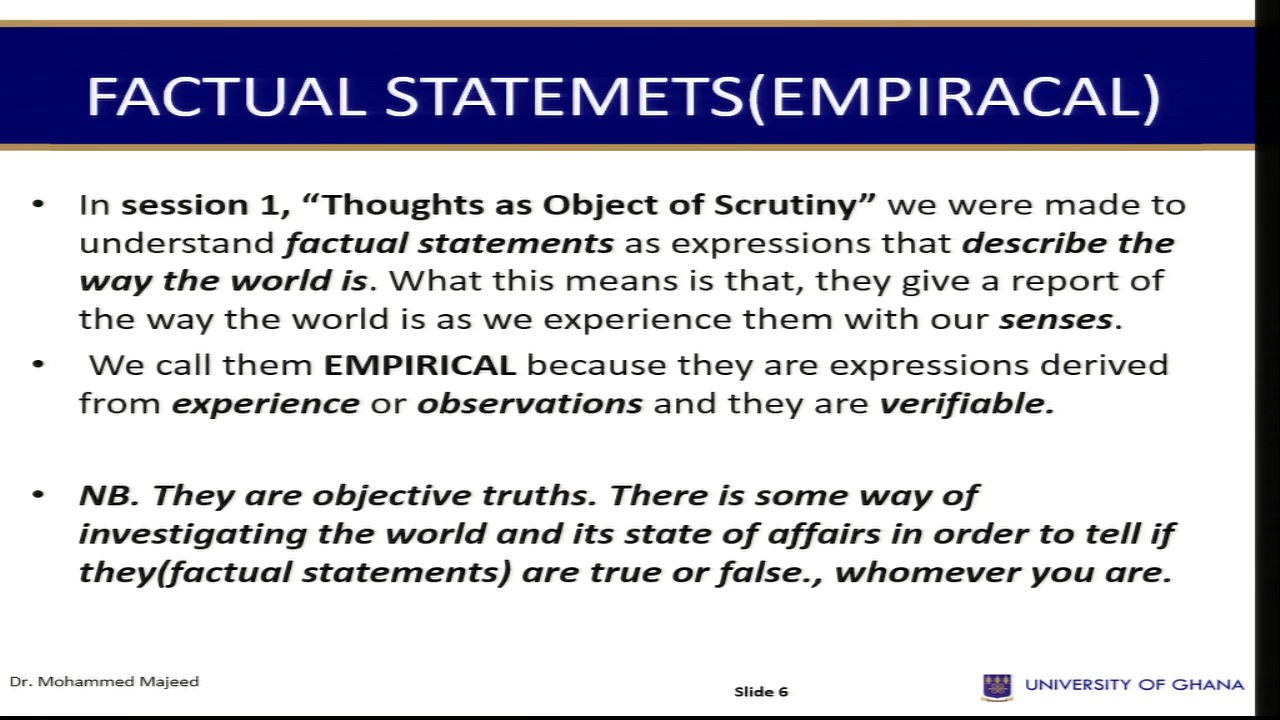 FACTUAL STATEMETS(EMPIRACAL)
• In session 1, “Thoughts as Object of Scrutiny” we were made to
understand factual statements as expressions that describe the
way the world is. What this means is that, they give a report of
the way the world is as we experience them with our senses.
• We call them EMPIRICAL because they are expressions derived
from experience or observations and they are verifiable.
• NB. They are objective truths. There is some way of
investigating the world and its state of affairs in order to tell if
they(factual statements) are true or false., whomever you are.
Dr. Mohammed Majeed
Slide 6
UNIVERSITY OF GHANA